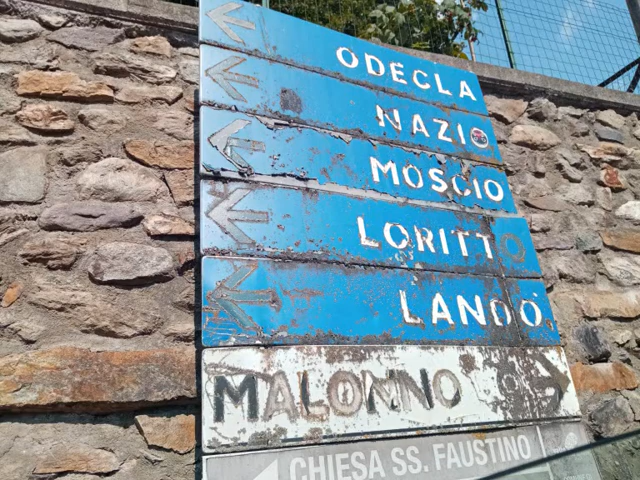 ODECLA
NAZIO
MOSCIO
LORITTO
LANDO
MALONNO
CHIESA SS. FAUSTINO